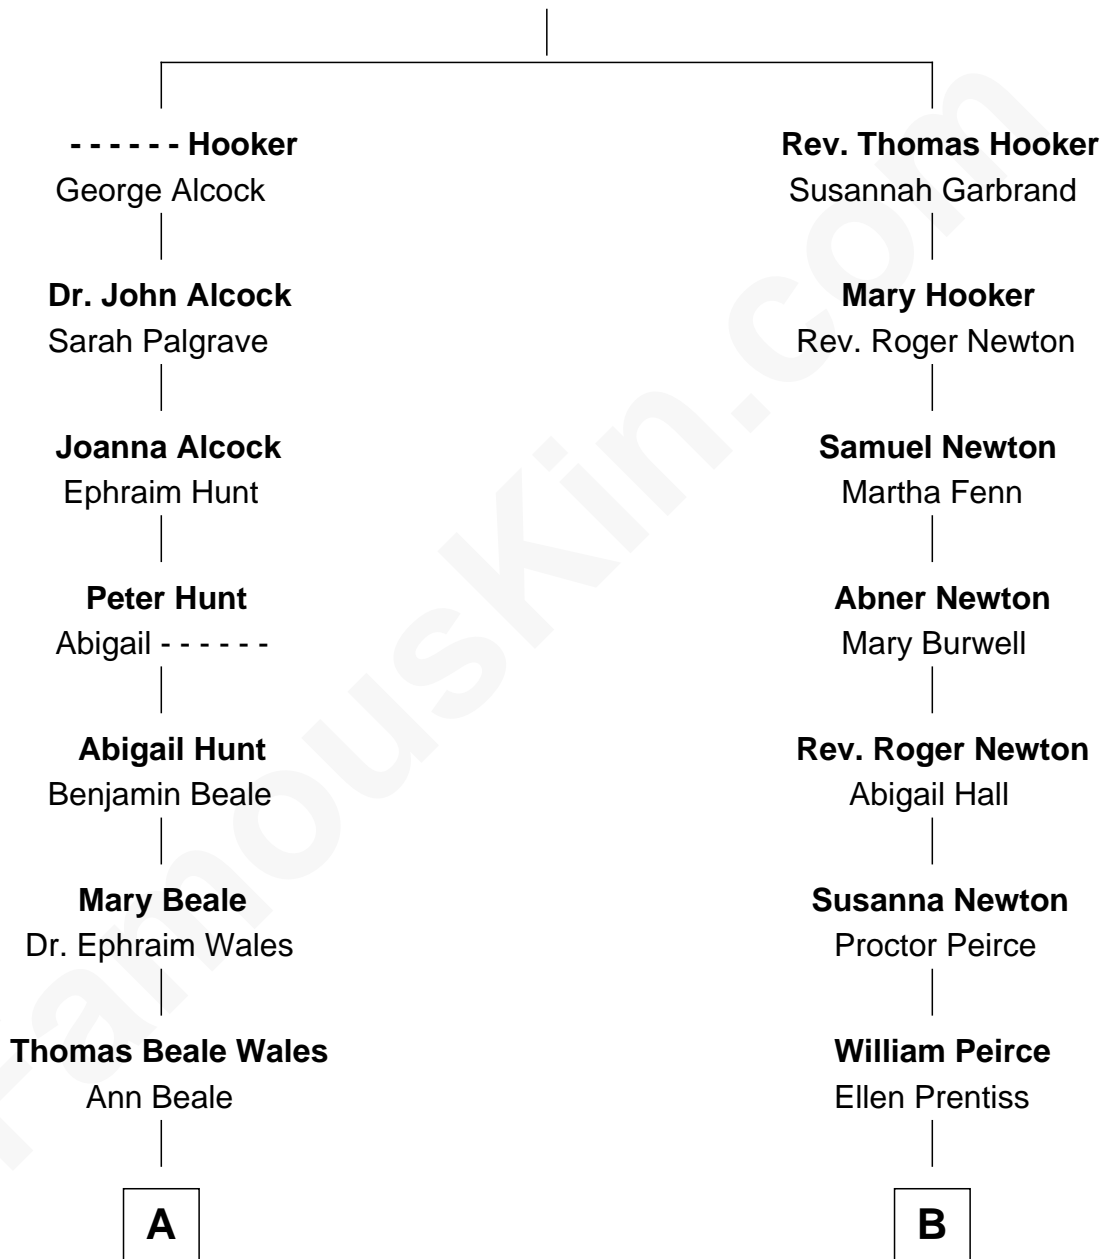 - - - - - - Hooker
George Alcock
Dr. John Alcock
Sarah Palgrave
Joanna Alcock
Ephraim Hunt
Peter Hunt
Abigail - - - - - -
Abigail Hunt
Benjamin Beale
Mary Beale
Dr. Ephraim Wales
Thomas Beale Wales
Ann Beale
A
Rev. Thomas Hooker
Susannah Garbrand
Mary Hooker
Rev. Roger Newton
Samuel Newton
Martha Fenn
Abner Newton
Mary Burwell
Rev. Roger Newton
Abigail Hall
Susanna Newton
Proctor Peirce
William Peirce
Ellen Prentiss
B
FamousKin.com